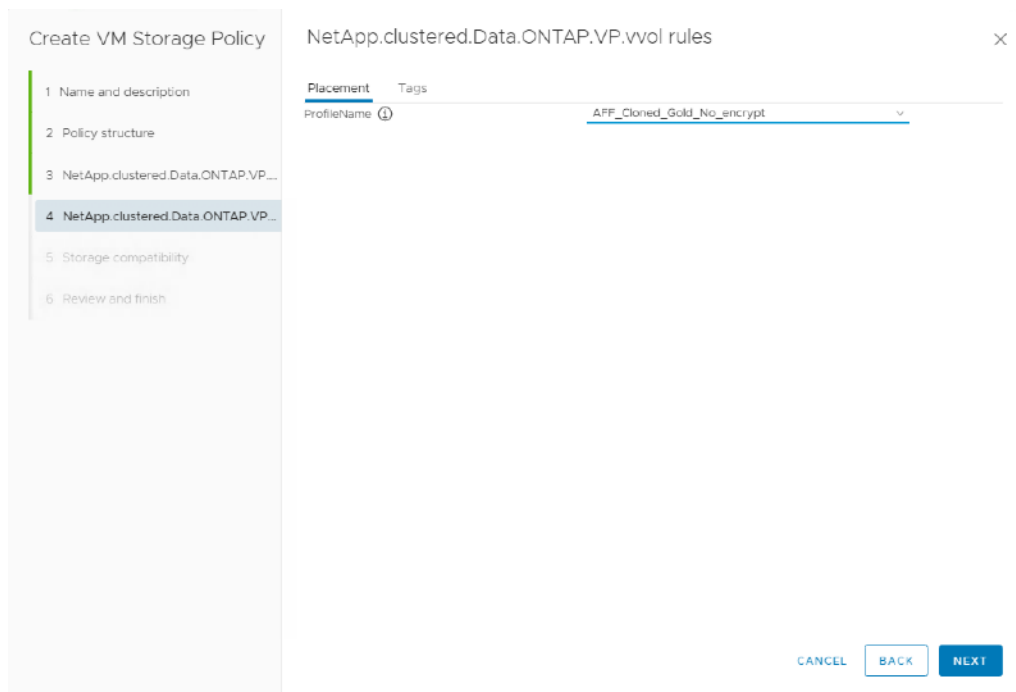 Create VM Storage Policy
1 Name and description
2 Policy structure
3 NetApp.clustered.Data.ONTAP.VP....
4 NetApp.clustered.Data.ONTAP.VP...
5 Storage compatibility
6 Review and finish
NetApp.clustered.Data.ONTAP.VP.vvol rules
Placement Tags
ProfileName
AFF_Cloned_Gold_No_encrypt
CANCEL BACK NEXT